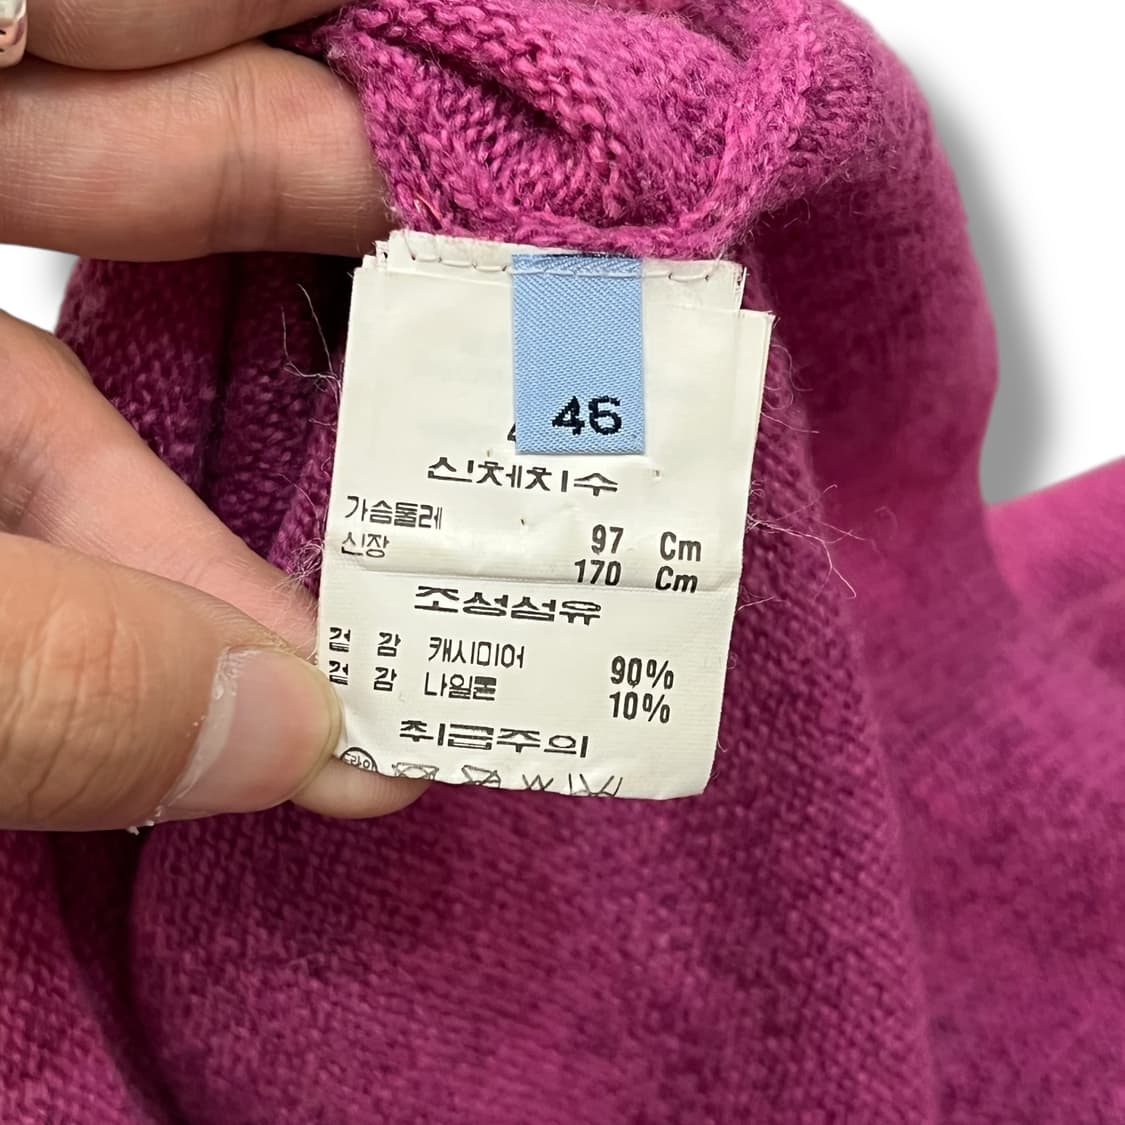 46
신체치수
가슴둘레 97 Cm
신장 170 Cm
조성섬유
겉 감 캐시미어 90%
겉 감 나일론 10%
취급주의